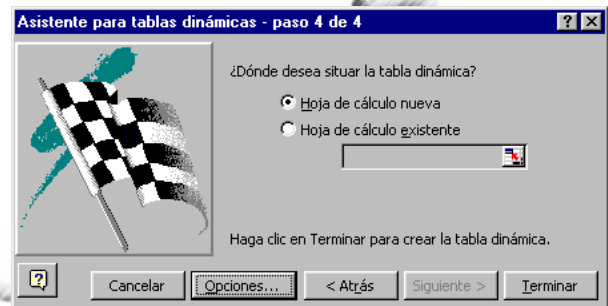 Asistente para tablas dinámicas - paso 4 de 4
¿Dónde desea situar la tabla dinámica?
Hoja de cálculo nueva
Hoja de cálculo existente
Haga clic en Terminar para crear la tabla dinámica.
Cancelar
Opciones...
< Atrás
Siguiente >
Terminar